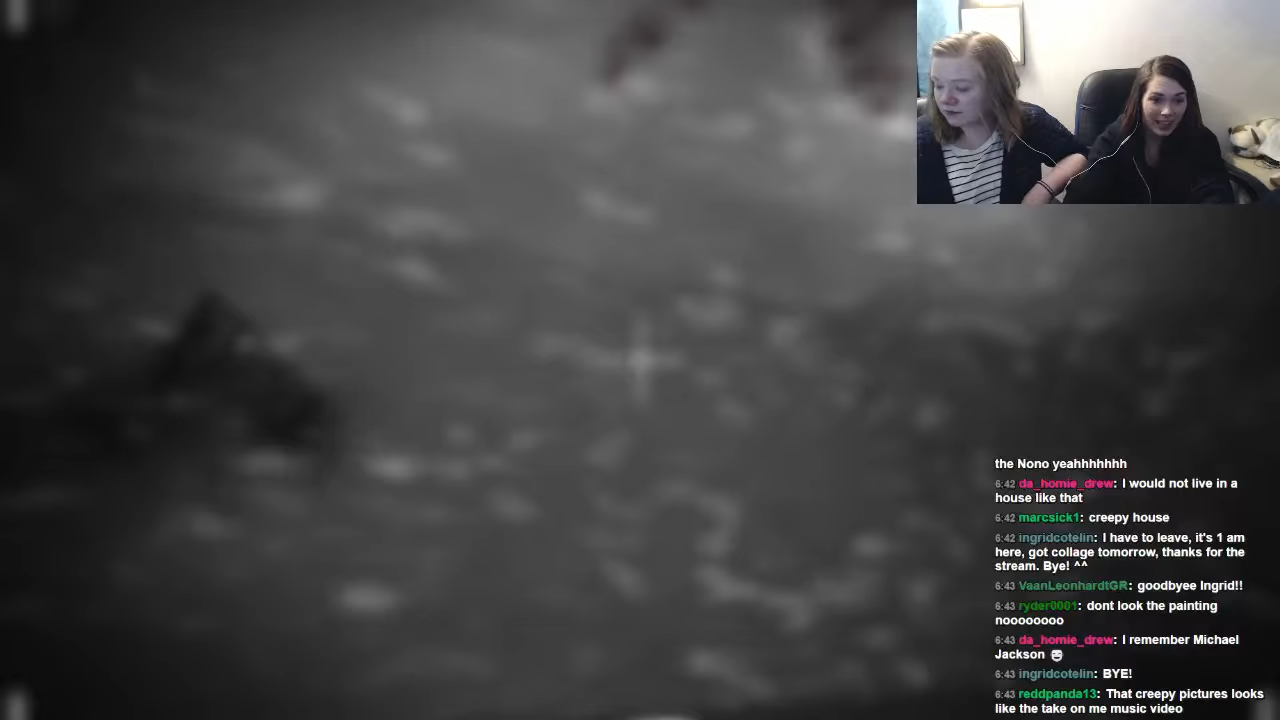 the Nono yeahhhhhhh
6:42 da_homie_drew: I would not live in a
house like that
6:42 marcsick1: creepy house
6:42 ingridcotelin: I have to leave, it's 1 am
here, got collage tomorrow, thanks for the
stream. Bye! ^^
6:43 VaanLeonhardtGR: goodbyee Ingrid!!
6:43 ryder0001: dont look the painting
noooooooo
6:43 da_homie_drew: I remember Michael
Jackson
6:43 ingridcotelin: BYE!
6:43 reddpanda13: That creepy pictures looks
like the take on me music video